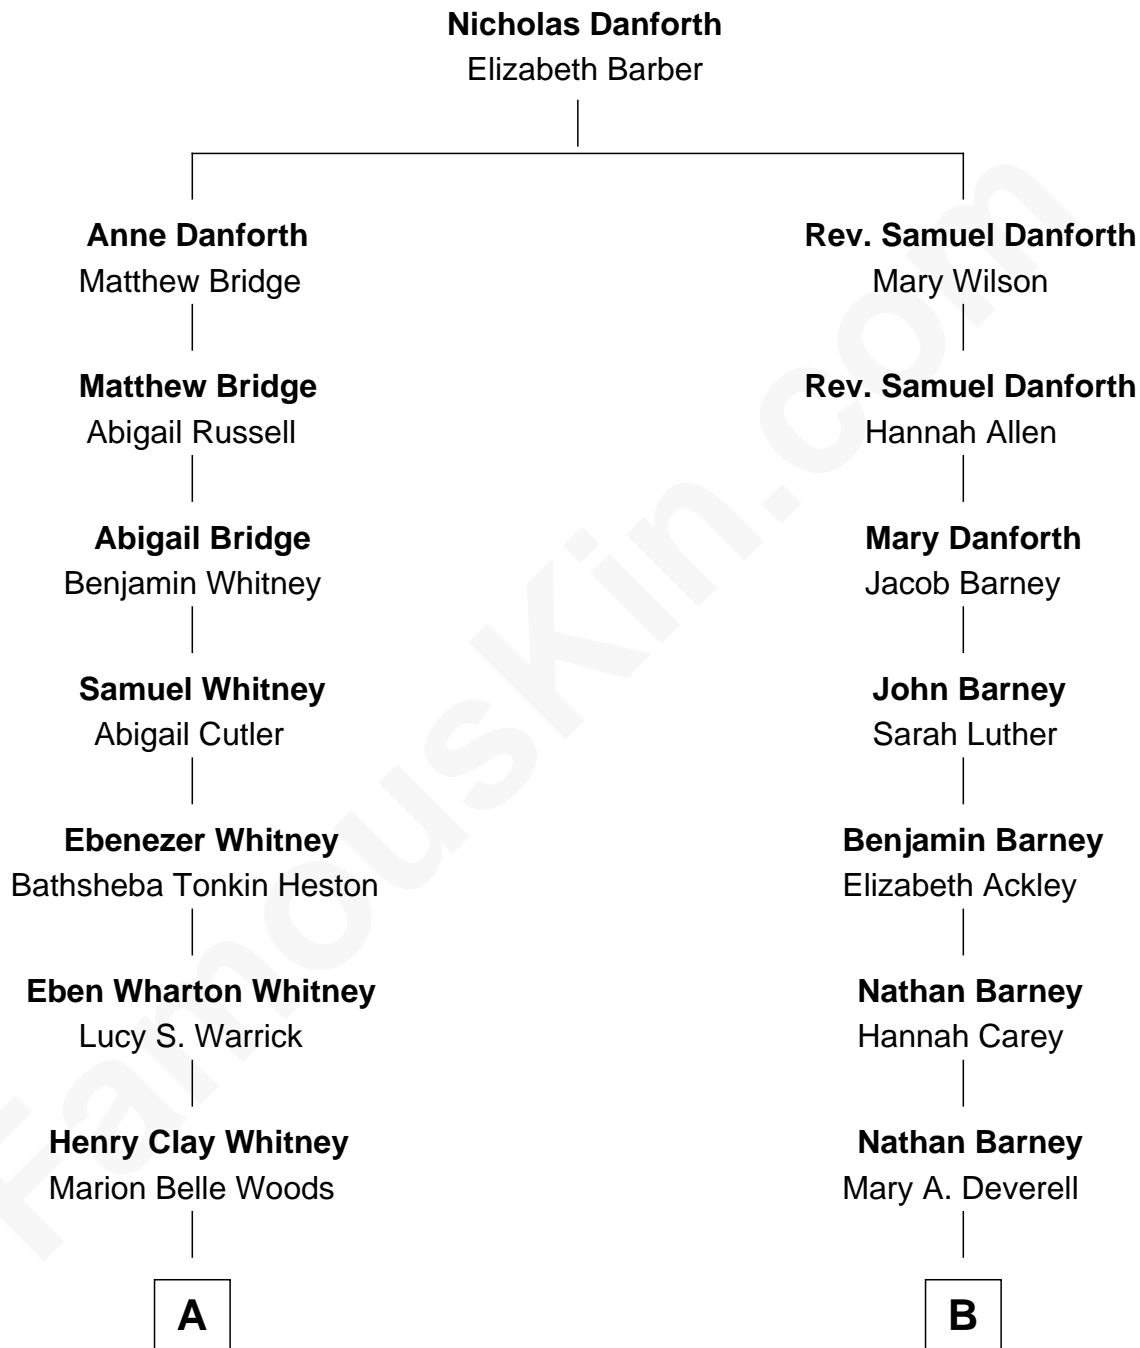 Nicholas Danforth
Elizabeth Barber
Anne Danforth
Matthew Bridge
Rev. Samuel Danforth
Mary Wilson
Matthew Bridge
Abigail Russell
Rev. Samuel Danforth
Hannah Allen
Abigail Bridge
Benjamin Whitney
Mary Danforth
Jacob Barney
Samuel Whitney
Abigail Cutler
John Barney
Sarah Luther
Ebenezer Whitney
Bathsheba Tonkin Heston
Benjamin Barney
Elizabeth Ackley
Eben Wharton Whitney
Lucy S. Warrick
Nathan Barney
Hannah Carey
Henry Clay Whitney
Marion Belle Woods
Nathan Barney
Mary A. Deverell
A
B
FamousKin.com